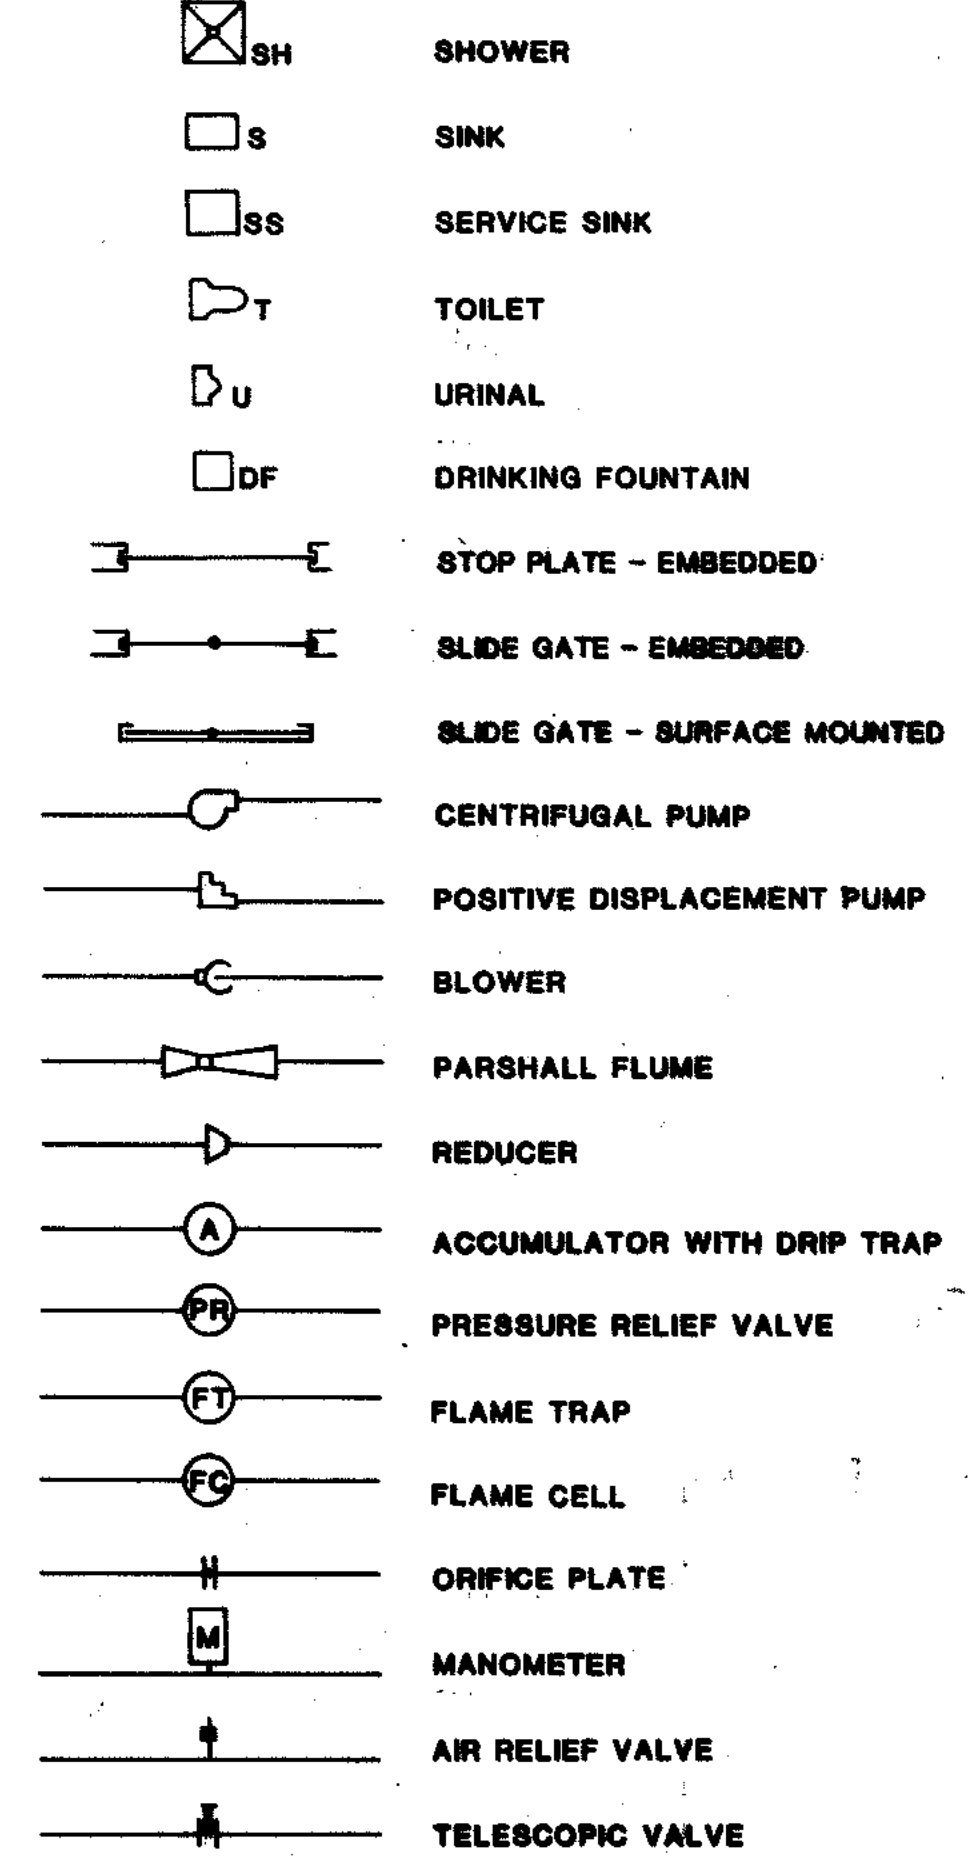 SH SHOWER
S SINK
SS SERVICE SINK
T TOILET
U URINAL
DF DRINKING FOUNTAIN
STOP PLATE - EMBEDDED
SLIDE GATE - EMBEDDED
SLIDE GATE - SURFACE MOUNTED
CENTRIFUGAL PUMP
POSITIVE DISPLACEMENT PUMP
BLOWER
PARSHALL FLUME
REDUCER
A ACCUMULATOR WITH DRIP TRAP
PR PRESSURE RELIEF VALVE
FT FLAME TRAP
FC FLAME CELL
ORIFICE PLATE
M MANOMETER
AIR RELIEF VALVE
TELESCOPIC VALVE